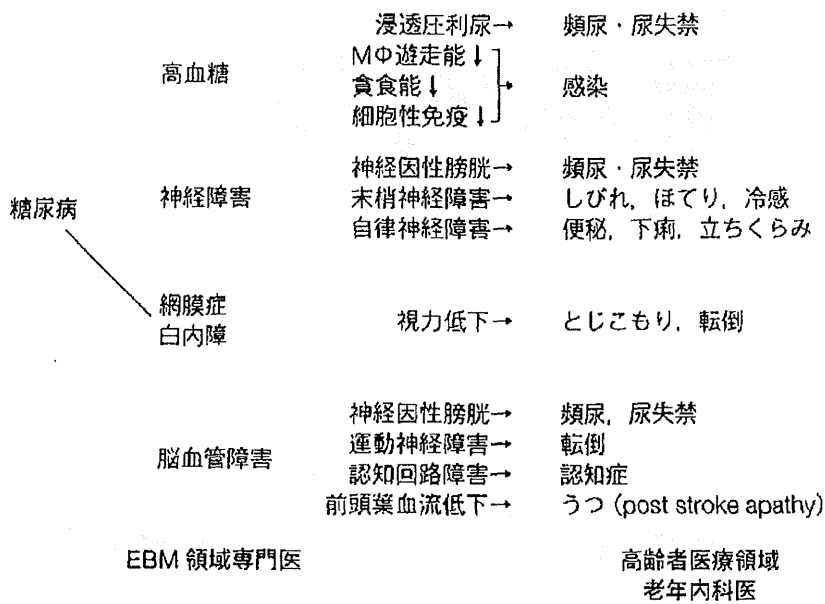 浸透圧利尿→ 頻尿・尿失禁
高血糖
MΦ遊走能↓
貪食能↓ → 感染
細胞性免疫↓
神経因性膀胱→ 頻尿・尿失禁
糖尿病
神経障害
末梢神経障害→ しびれ，ほてり，冷感
自律神経障害→ 便秘，下痢，立ちくらみ
網膜症
白内障
視力低下→ とじこもり，転倒
神経因性膀胱→ 頻尿，尿失禁
脳血管障害
運動神経障害→ 転倒
認知回路障害→ 認知症
前頭葉血流低下→ うつ (post stroke apathy)
EBM 領域専門医
高齢者医療領域
老年内科医